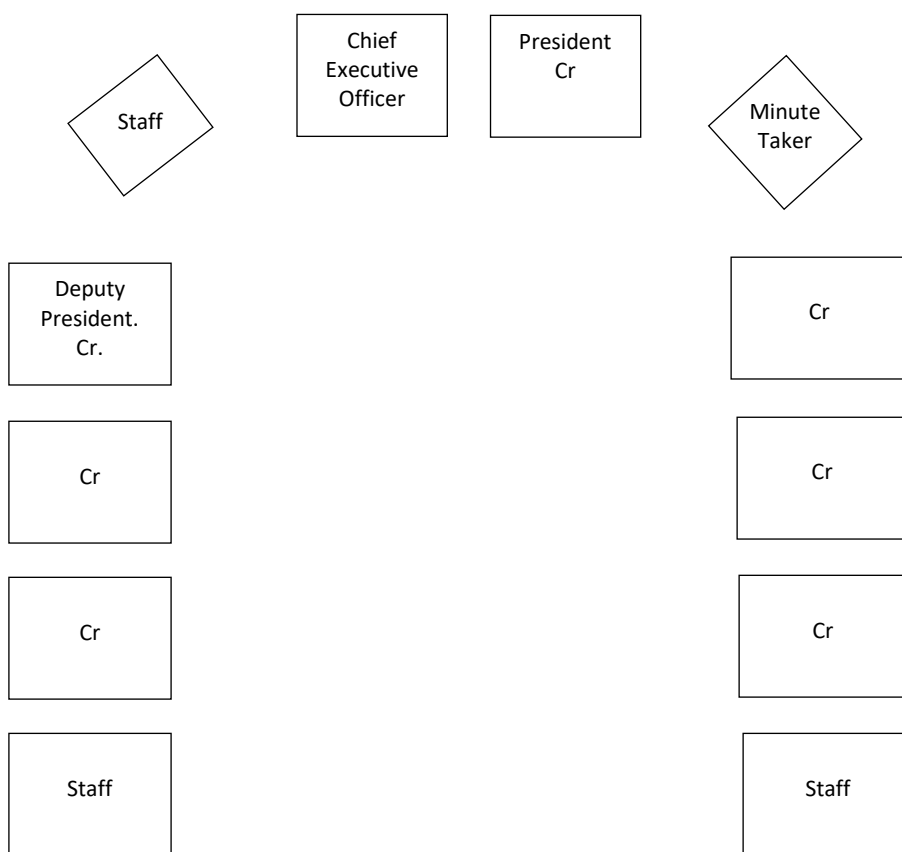 Staff
Chief
Executive
Officer
President
Cr
Minute
Taker
Deputy
President.
Cr.
Cr
Cr
Cr
Cr
Cr
Staff
Staff